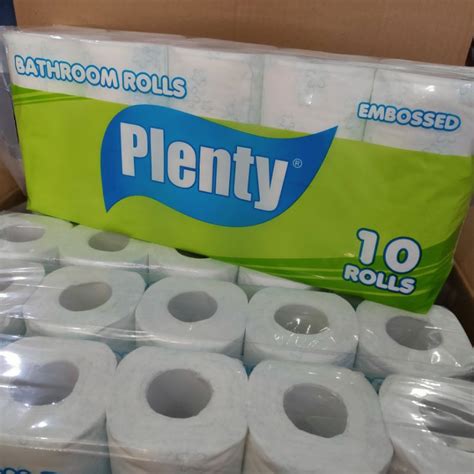 BATHROOM ROLLS
EMBOSSED
Plenty®
10
ROLLS